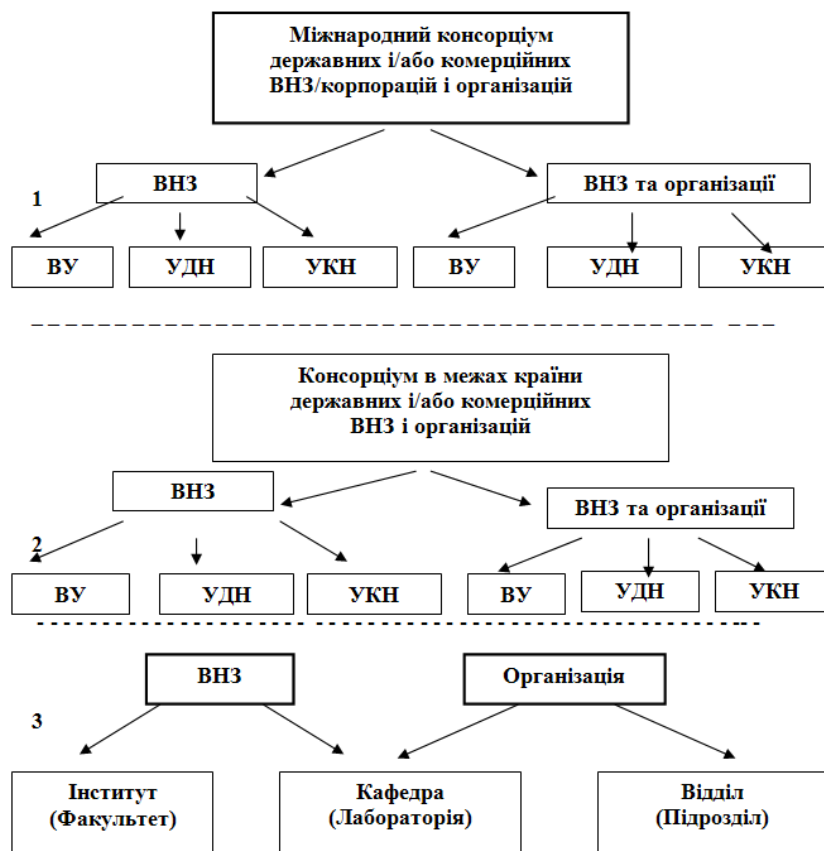 Міжнародний консорціум
державних і/або комерційних
ВНЗ/корпорацій і організацій
ВНЗ
ВНЗ та організації
1
ВУ
УДН
УКН
ВУ
УДН
УКН
Консорціум в межах країни
державних і/або комерційних
ВНЗ і організацій
ВНЗ
ВНЗ та організації
2
ВУ
УДН
УКН
ВУ
УДН
УКН
ВНЗ
Організація
3
Інститут
(Факультет)
Кафедра
(Лабораторія)
Відділ
(Підрозділ)